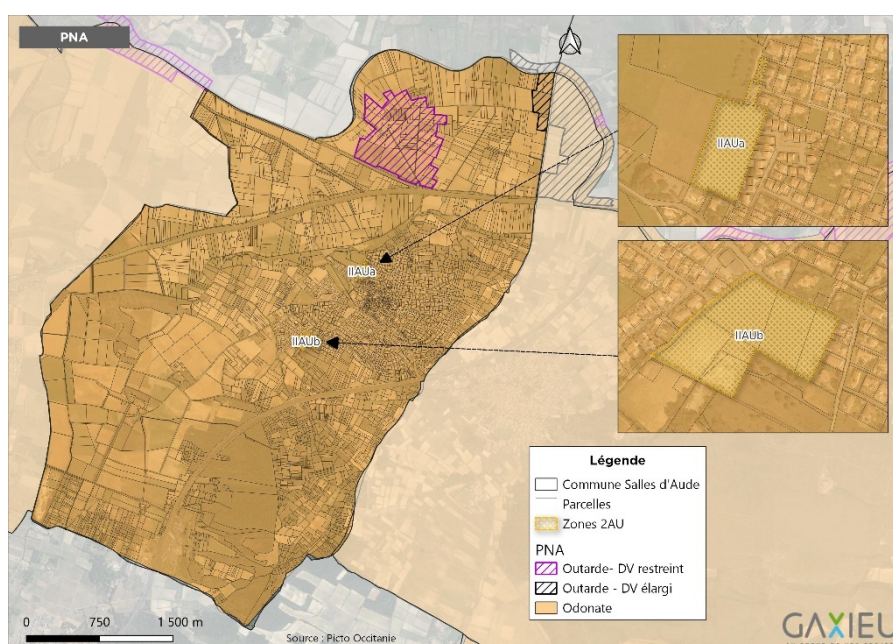 PNA
IIAUa
IIAUa
IIAUb
IIAUb
Légende
Commune Salles d'Aude
Parcelles
Zones 2AU
PNA
Outarde- DV restreint
Outarde - DV élargi
Odonate
0 750 1 500 m
Source : Picto Occitanie
GAXIEU